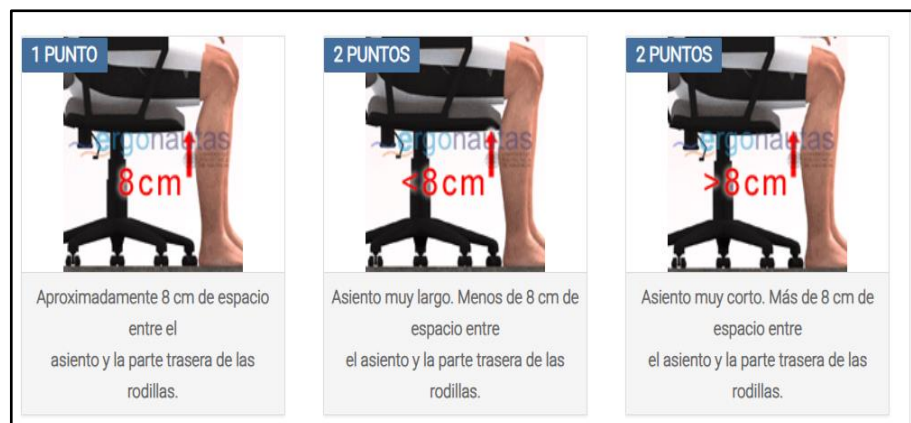 1 PUNTO
ergonautas
8cm
Aproximadamente 8 cm de espacio
entre el
asiento y la parte trasera de las
rodillas.
2 PUNTOS
ergonautas
<8cm
Asiento muy largo. Menos de 8 cm de
espacio entre
el asiento y la parte trasera de las
rodillas.
2 PUNTOS
ergonautas
>8cm
Asiento muy corto. Más de 8 cm de
espacio entre
el asiento y la parte trasera de las
rodillas.